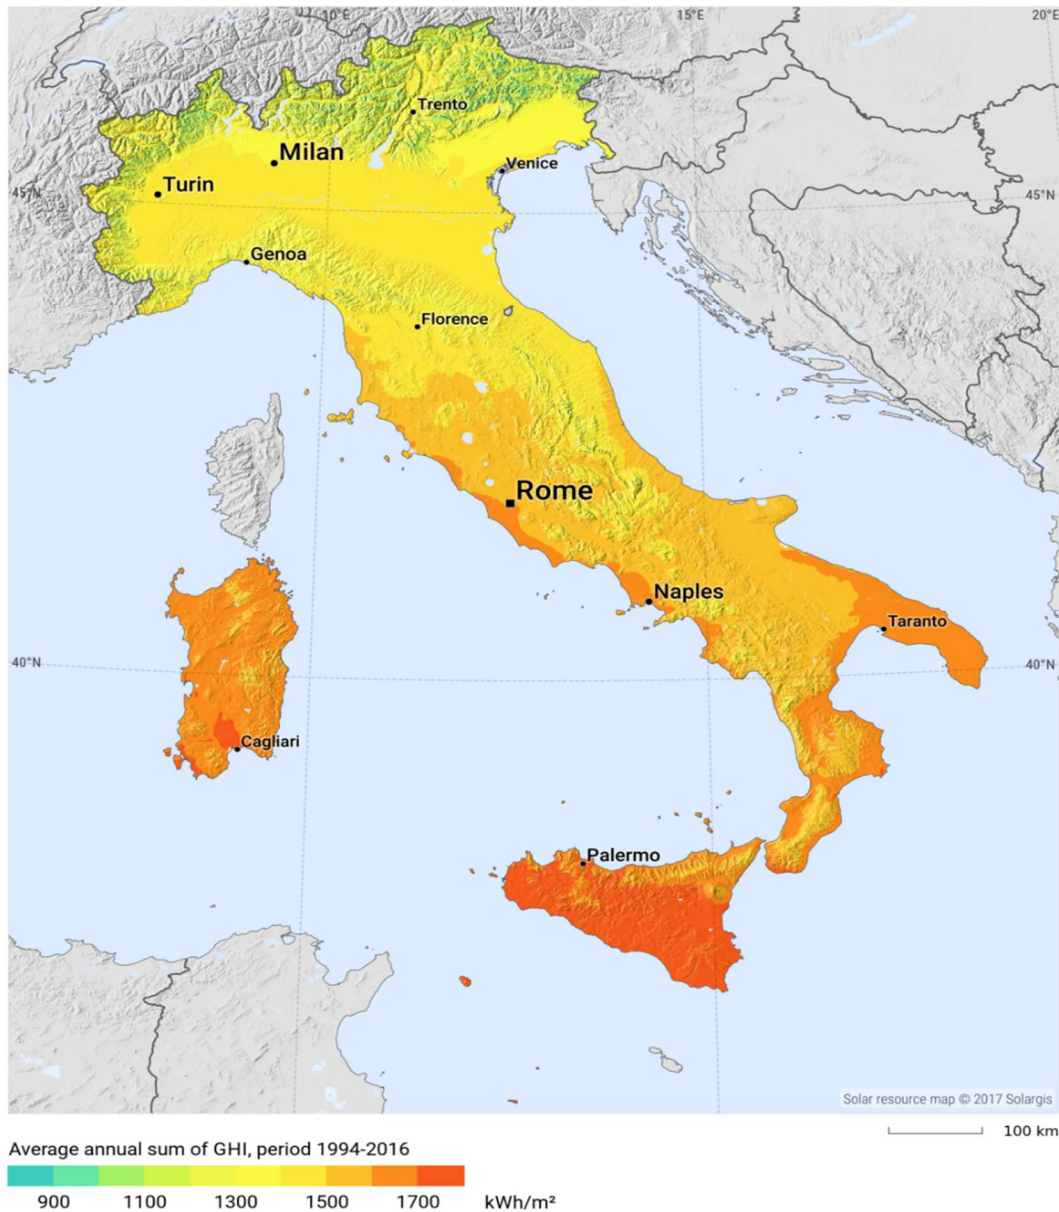 10°E
15°E
20°E
Trento
Milan
Venice
Turin
45°N
45°N
Genoa
Florence
Rome
Naples
Taranto
40°N
40°N
Cagliari
Palermo
Solar resource map © 2017 Solargis
100 km
Average annual sum of GHI, period 1994-2016
900 1100 1300 1500 1700 kWh/m²